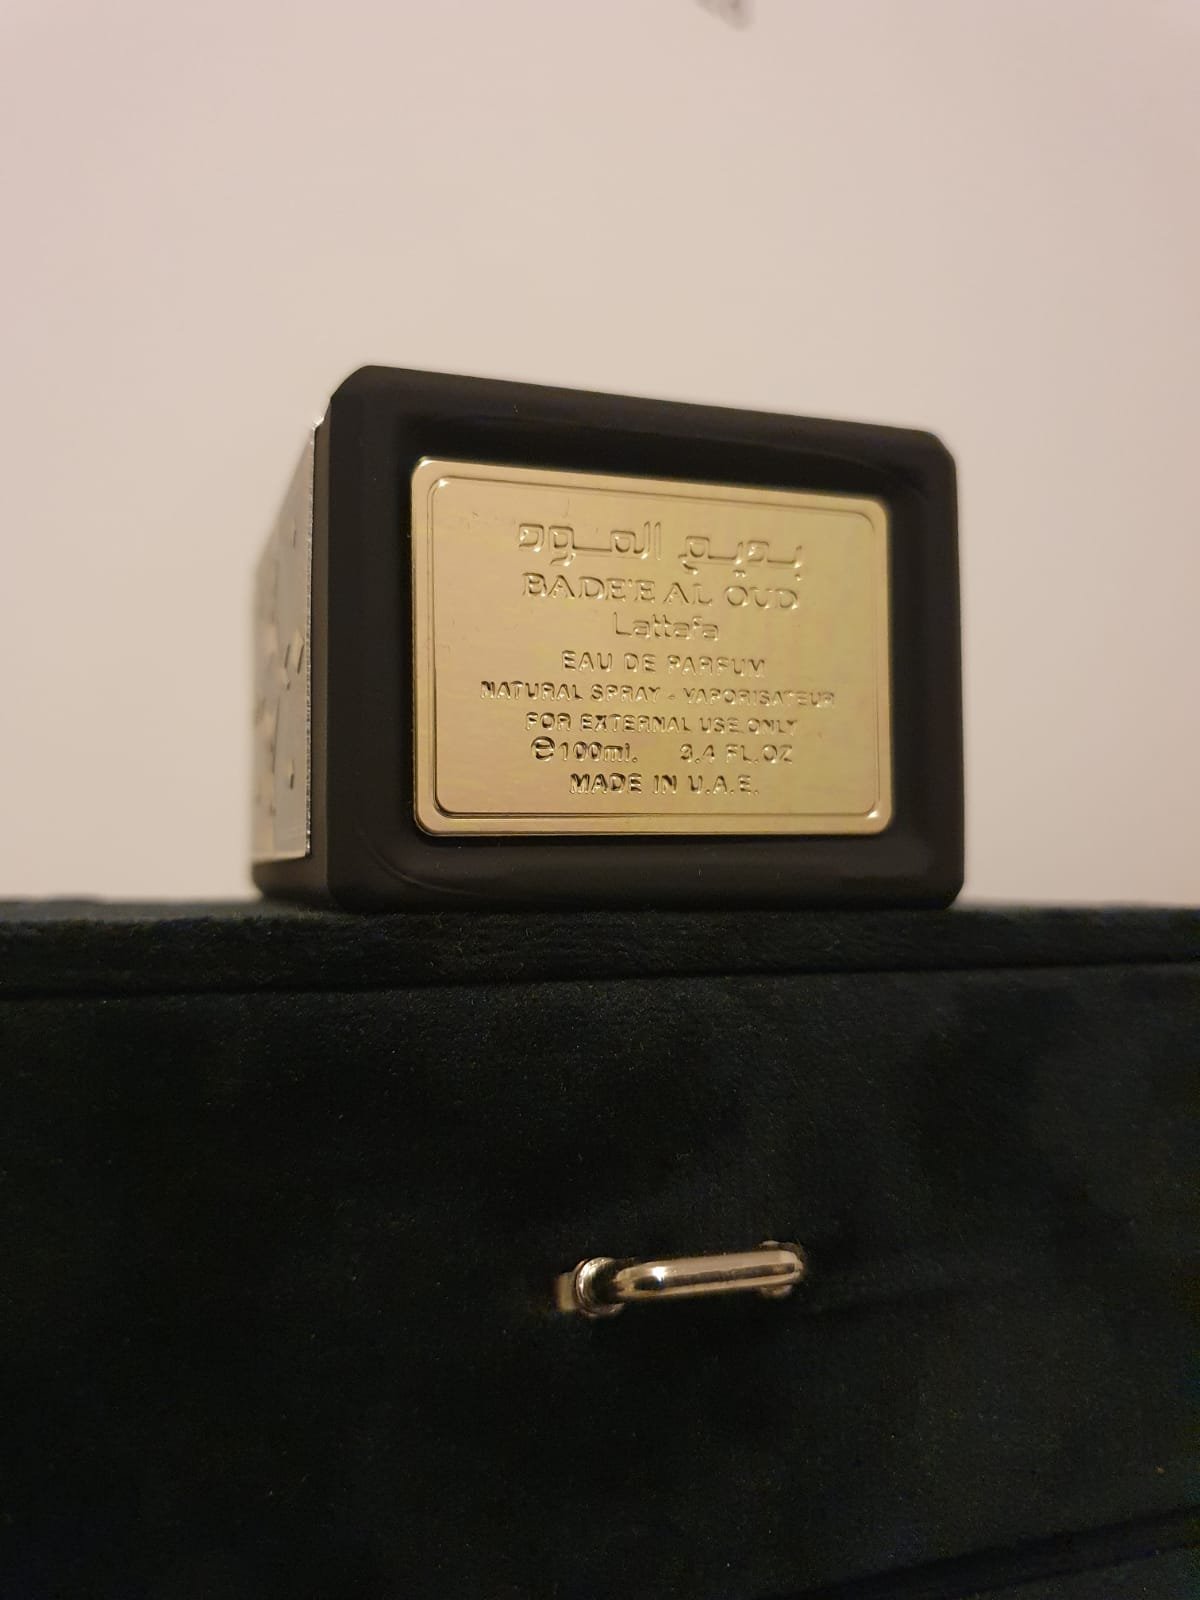 بديع العود
BADE'E AL OUD
Lattafa
EAU DE PARFUM
NATURAL SPRAY - VAPORISATEUR
FOR EXTERNAL USE ONLY
℮100ml. 3.4 FL.OZ
MADE IN U.A.E.